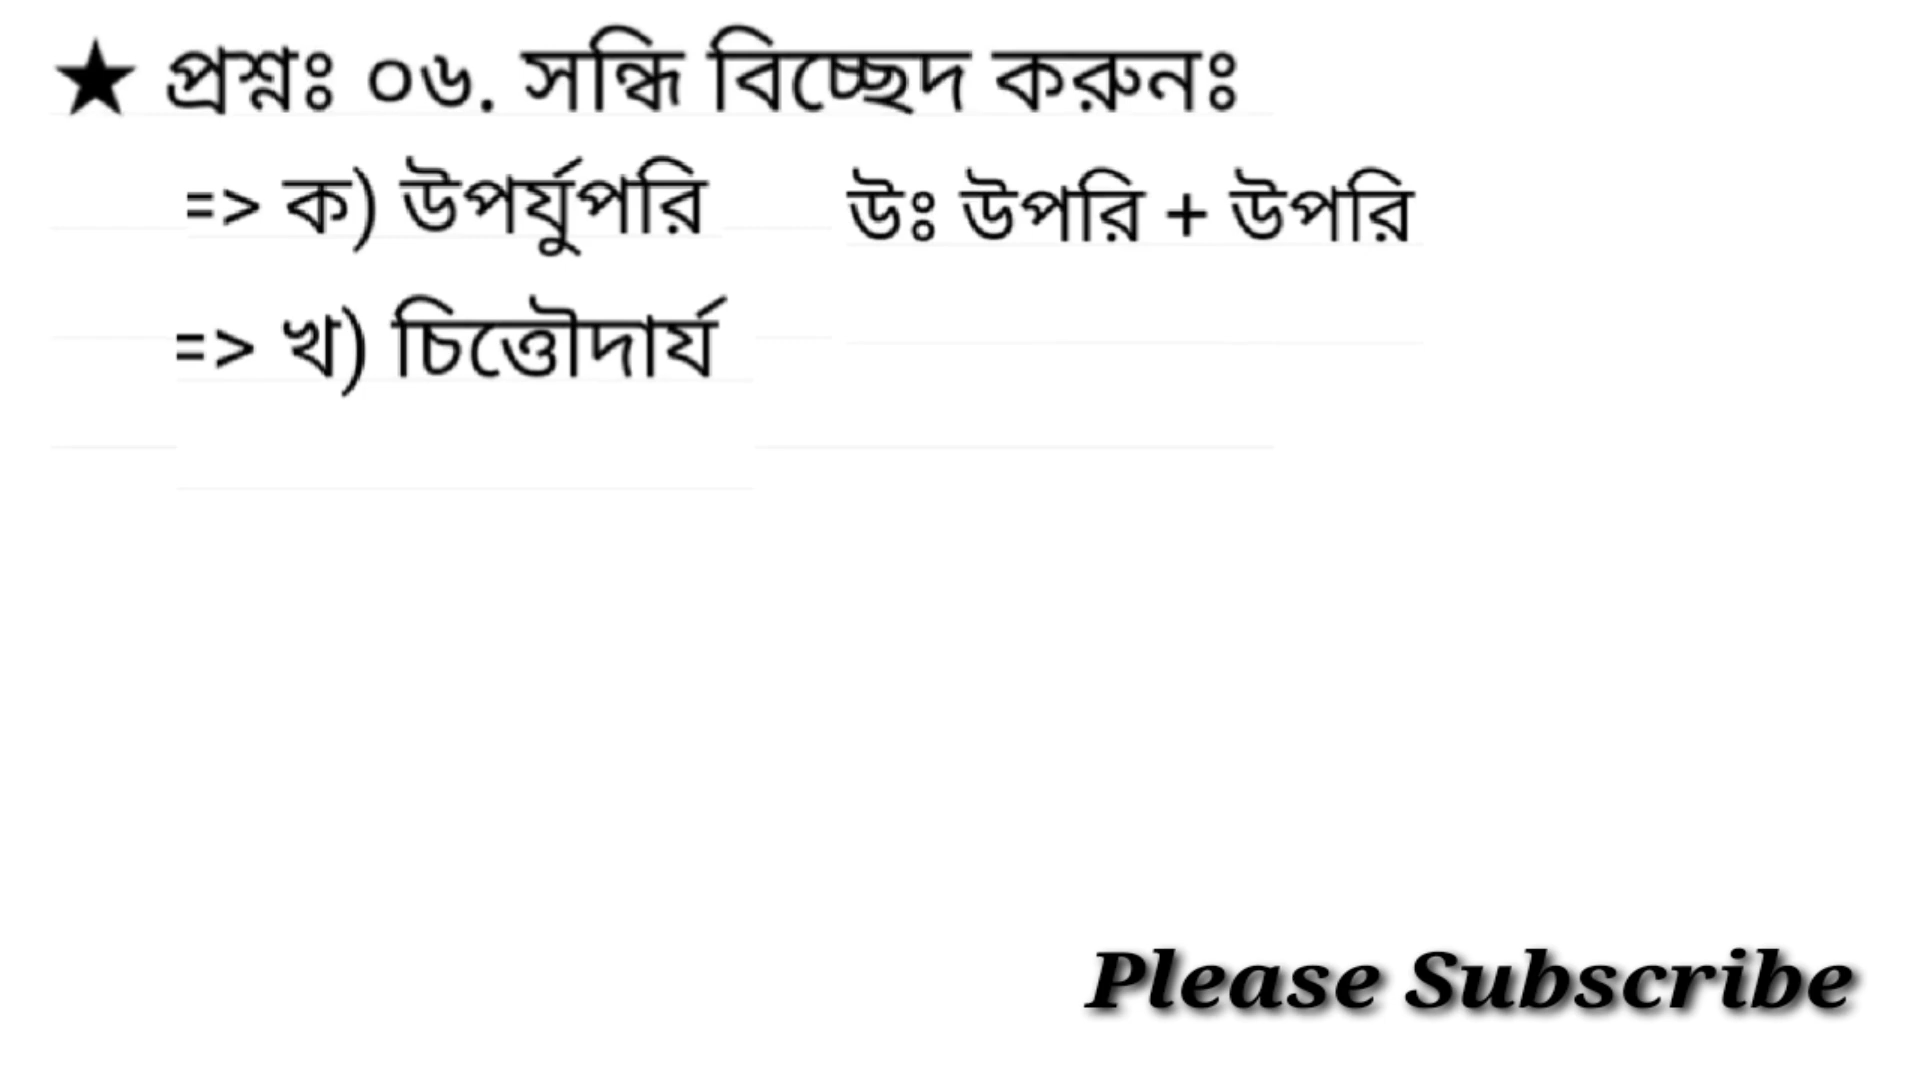 ★ প্রশ্নঃ ০৬. সন্ধি বিচ্ছেদ করুনঃ
=> ক) উপর্যুপরি উঃ উপরি + উপরি
=> খ) চিত্তৌদার্য
Please Subscribe